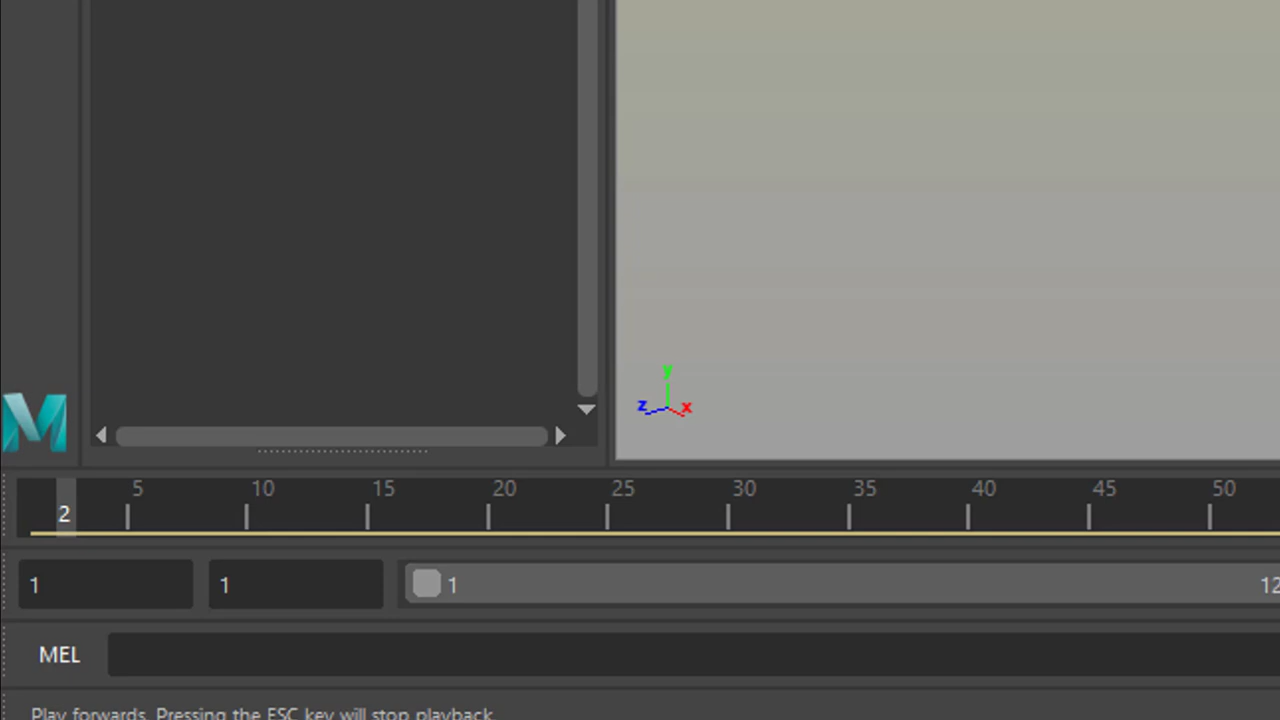 y
z x
5 10 15 20 25 30 35 40 45 50
2
1 1 1 12
MEL
Play forwards. Pressing the ESC key will stop playback.